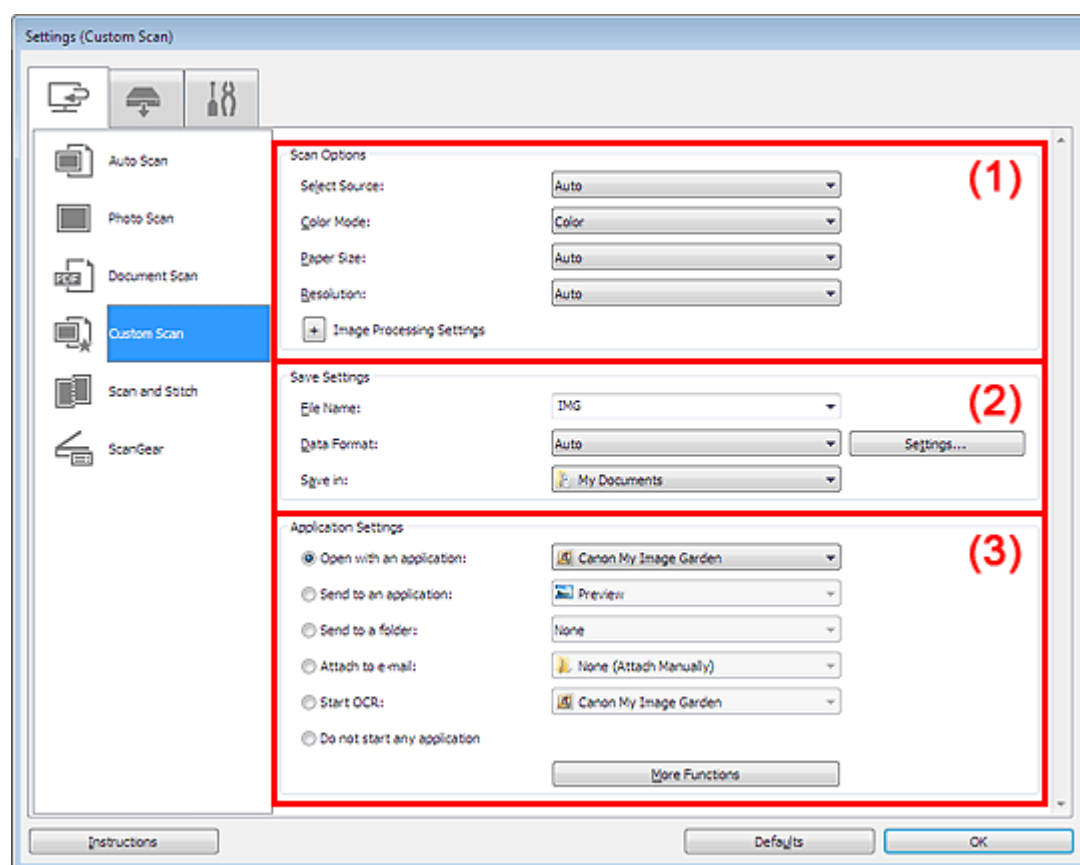 Settings (Custom Scan)
Auto Scan
Photo Scan
Document Scan
Custom Scan
Scan and Stitch
ScanGear
Scan Options
(1)
Select Source: Auto
Color Mode: Color
Paper Size: Auto
Resolution: Auto
+ Image Processing Settings
Save Settings
(2)
File Name: IMG
Data Format: Auto Settings...
Save in: My Documents
Application Settings
(3)
Open with an application: Canon My Image Garden
Send to an application: Preview
Send to a folder: None
Attach to e-mail: None (Attach Manually)
Start OCR: Canon My Image Garden
Do not start any application
More Functions
Instructions Defaults OK